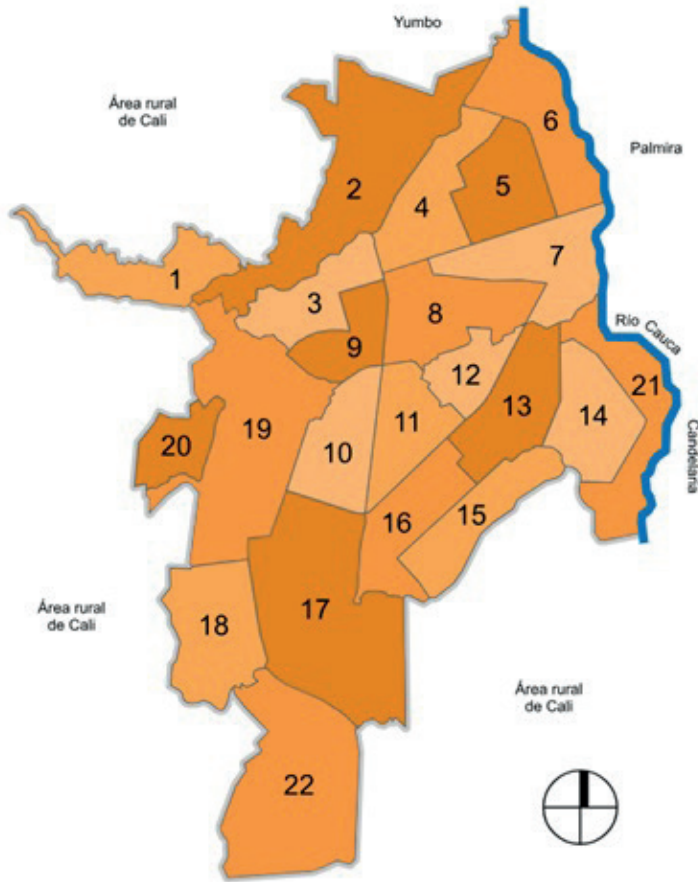 Yumbo
Área rural
de Cali
6
Palmira
2
5
4
7
1
3
8
Río Cauca
9
12
21
13
14
19
11
20
10
Candelaria
15
16
17
Área rural
de Cali
18
Área rural
de Cali
22